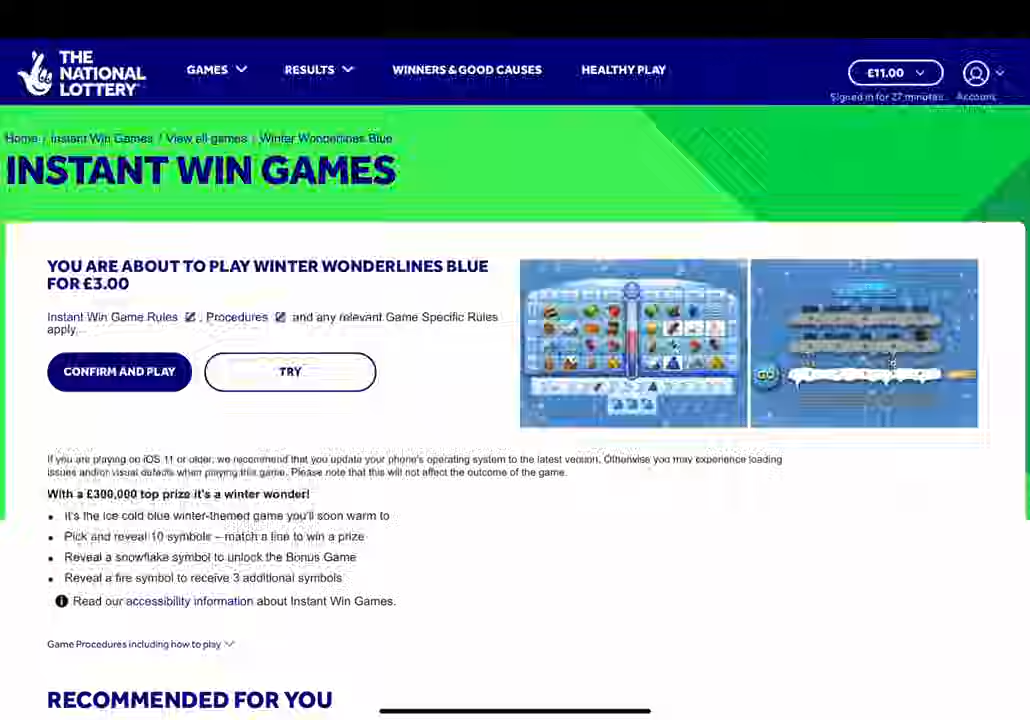 THE
NATIONAL
LOTTERY
GAMES
RESULTS
WINNERS & GOOD CAUSES
HEALTHY PLAY
£11.00
Signed in for 27 minutes
Account
Home / Instant Win Games / View all games / Winter Wonderlines Blue
INSTANT WIN GAMES
YOU ARE ABOUT TO PLAY WINTER WONDERLINES BLUE
FOR £3.00
Instant Win Game Rules , Procedures and any relevant Game Specific Rules
apply.
CONFIRM AND PLAY
TRY
GO
If you are playing on iOS 11 or older, we recommend that you update your phone's operating system to the latest version. Otherwise you may experience loading
issues and/or visual defects when playing this game. Please note that this will not affect the outcome of the game.
With a £300,000 top prize it's a winter wonder!
• It's the ice cold blue winter-themed game you'll soon warm to
• Pick and reveal 10 symbols – match a line to win a prize
• Reveal a snowflake symbol to unlock the Bonus Game
• Reveal a fire symbol to receive 3 additional symbols
Read our accessibility information about Instant Win Games.
Game Procedures including how to play
RECOMMENDED FOR YOU